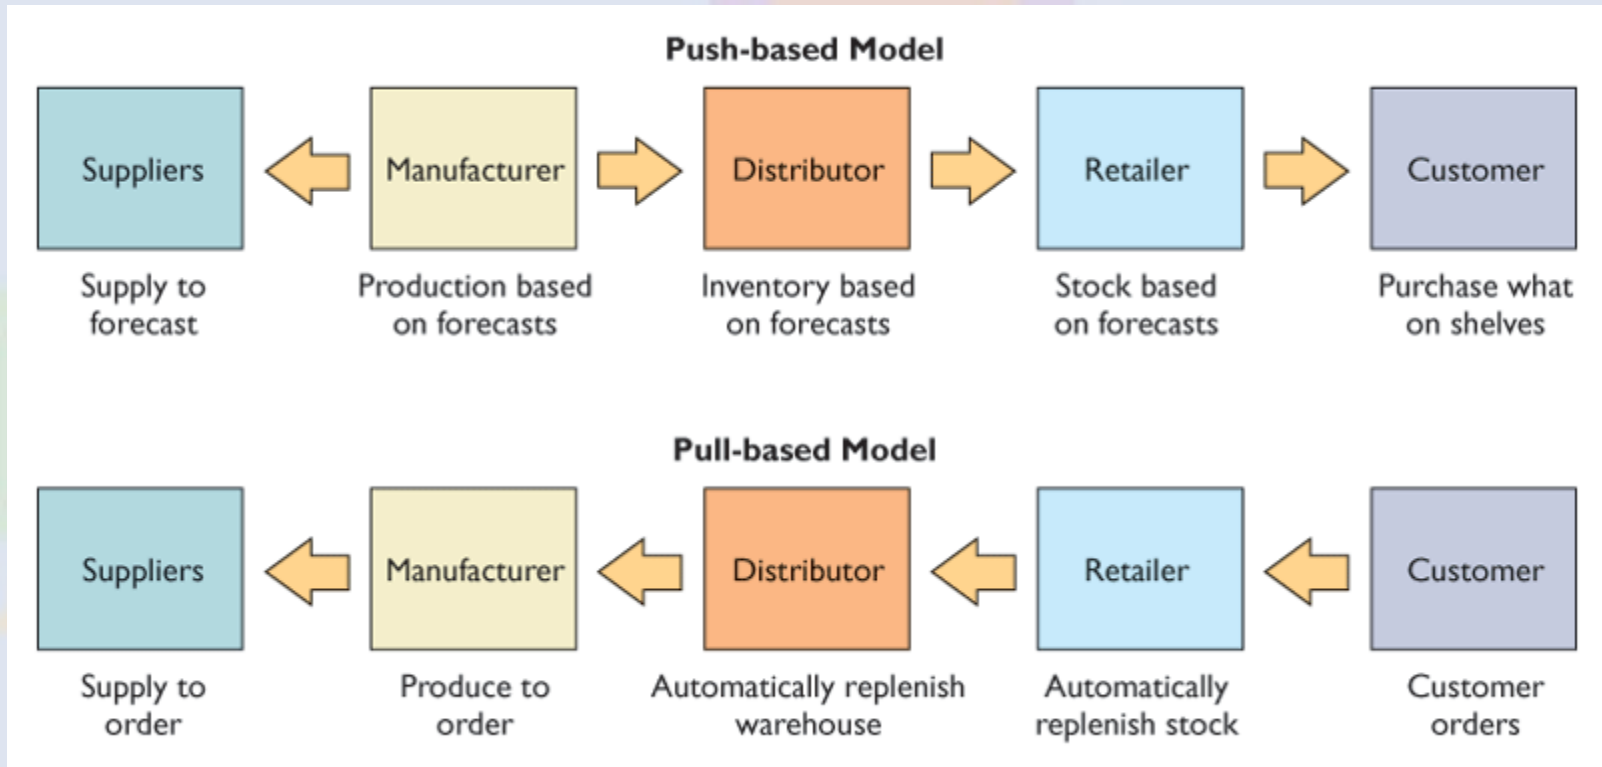 Push-based Model
Suppliers
Manufacturer
Distributor
Retailer
Customer
Supply to
forecast
Production based
on forecasts
Inventory based
on forecasts
Stock based
on forecasts
Purchase what
on shelves
Pull-based Model
Suppliers
Manufacturer
Distributor
Retailer
Customer
Supply to
order
Produce to
order
Automatically replenish
warehouse
Automatically
replenish stock
Customer
orders